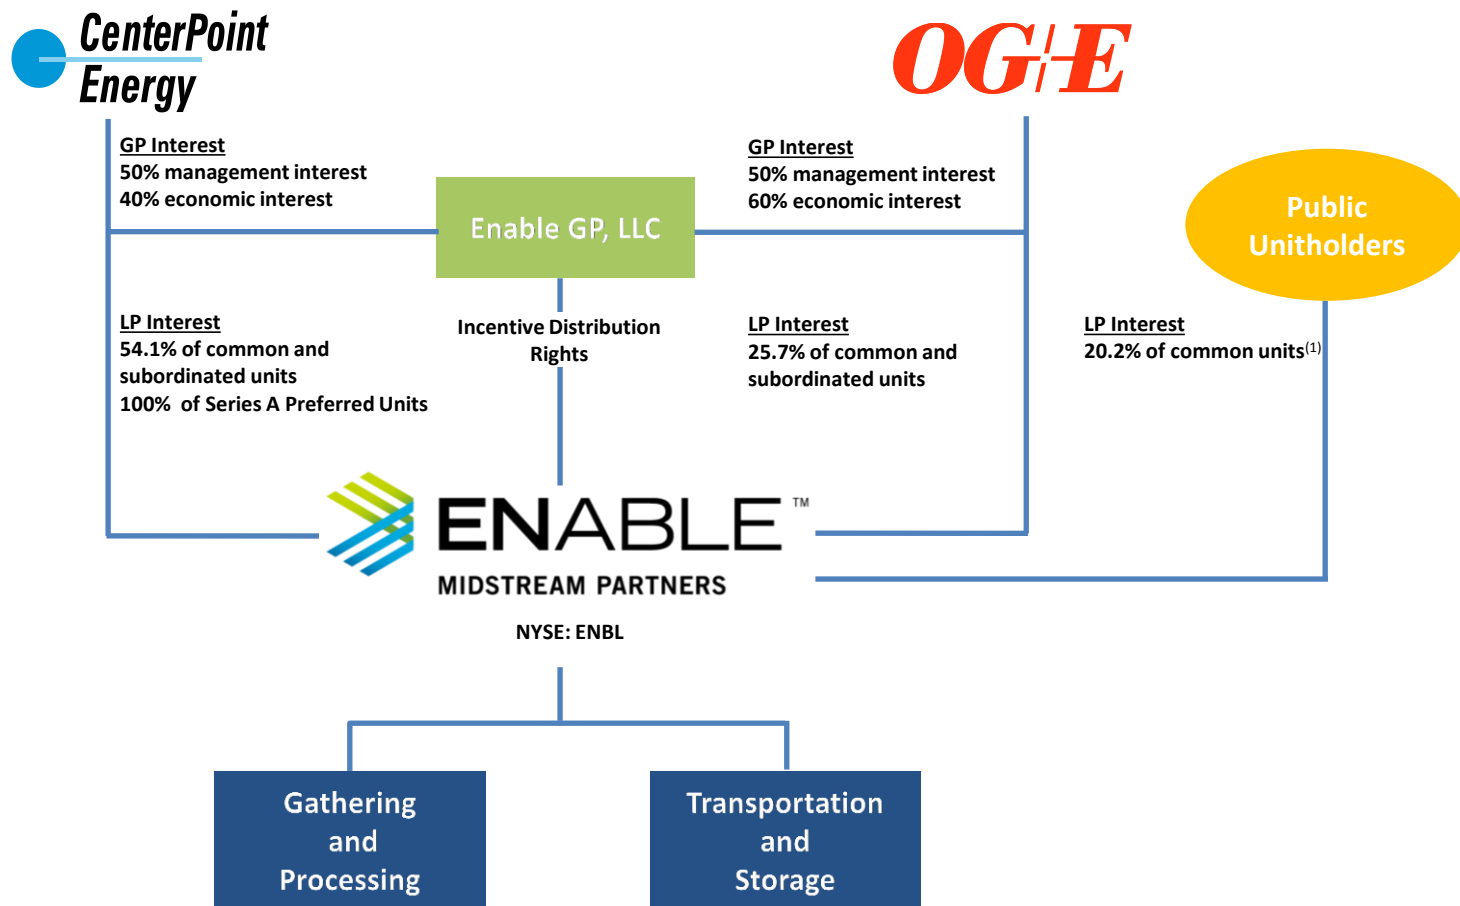 CenterPoint
Energy
OG+E
GP Interest
50% management interest
40% economic interest
Enable GP, LLC
GP Interest
50% management interest
60% economic interest
Public
Unitholders
LP Interest
54.1% of common and
subordinated units
100% of Series A Preferred Units
Incentive Distribution
Rights
LP Interest
25.7% of common and
subordinated units
LP Interest
20.2% of common units(1)
ENABLE™
MIDSTREAM PARTNERS
NYSE: ENBL
Gathering
and
Processing
Transportation
and
Storage